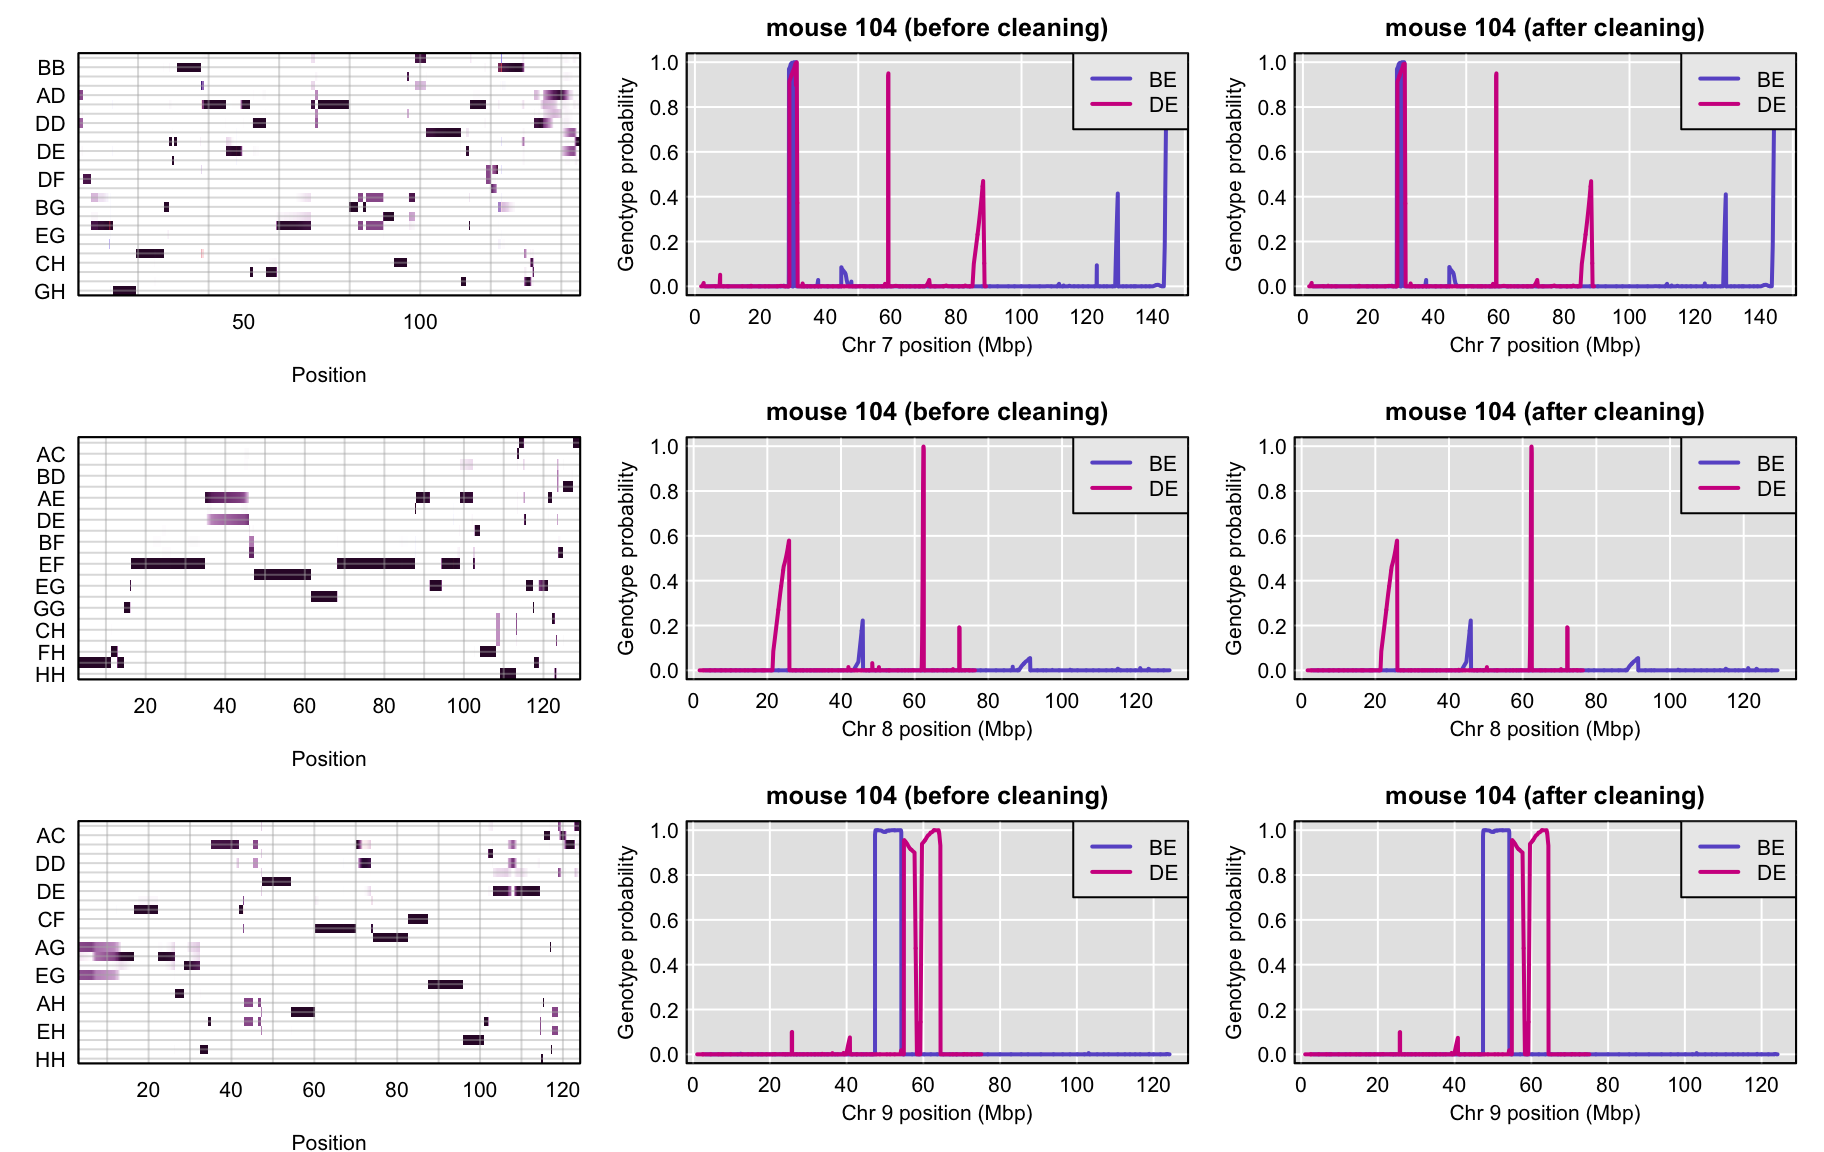 BB
AD
DD
DE
DF
BG
EG
CH
GH
50 100
Position
mouse 104 (before cleaning)
Genotype probability
1.0
0.8
0.6
0.4
0.2
0.0
BE
DE
0 20 40 60 80 100 120 140
Chr 7 position (Mbp)
mouse 104 (after cleaning)
Genotype probability
1.0
0.8
0.6
0.4
0.2
0.0
BE
DE
0 20 40 60 80 100 120 140
Chr 7 position (Mbp)
AC
BD
AE
DE
BF
EF
EG
GG
CH
FH
HH
20 40 60 80 100 120
Position
mouse 104 (before cleaning)
Genotype probability
1.0
0.8
0.6
0.4
0.2
0.0
BE
DE
0 20 40 60 80 100 120
Chr 8 position (Mbp)
mouse 104 (after cleaning)
Genotype probability
1.0
0.8
0.6
0.4
0.2
0.0
BE
DE
0 20 40 60 80 100 120
Chr 8 position (Mbp)
AC
DD
DE
CF
AG
EG
AH
EH
HH
20 40 60 80 100 120
Position
mouse 104 (before cleaning)
Genotype probability
1.0
0.8
0.6
0.4
0.2
0.0
BE
DE
0 20 40 60 80 100 120
Chr 9 position (Mbp)
mouse 104 (after cleaning)
Genotype probability
1.0
0.8
0.6
0.4
0.2
0.0
BE
DE
0 20 40 60 80 100 120
Chr 9 position (Mbp)